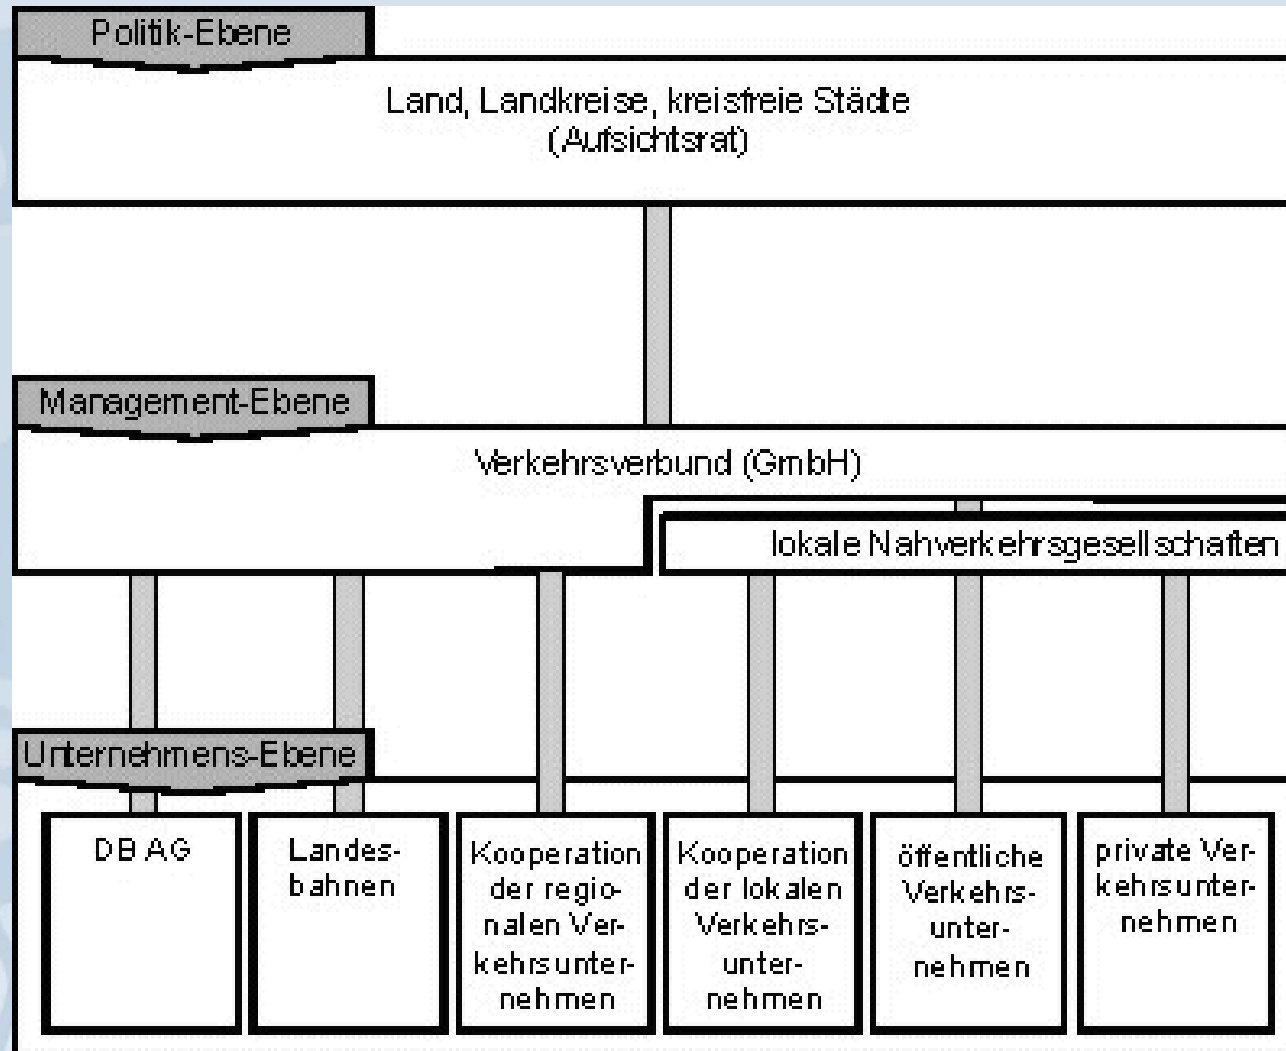 Politik-Ebene
Land, Landkreise, kreisfreie Städte
(Aufsichtsrat)
Management-Ebene
Verkehrsverbund (GmbH)
lokale Nahverkehrsgesellschaften
Unternehmens-Ebene
DB AG
Landes-
bahnen
Kooperation
der regio-
nalen Ver-
kehrsunter-
nehmen
Kooperation
der lokalen
Verkehrs-
unter-
nehmen
öffentliche
Verkehrs-
unter-
nehmen
private Ver-
kehrsunter-
nehmen